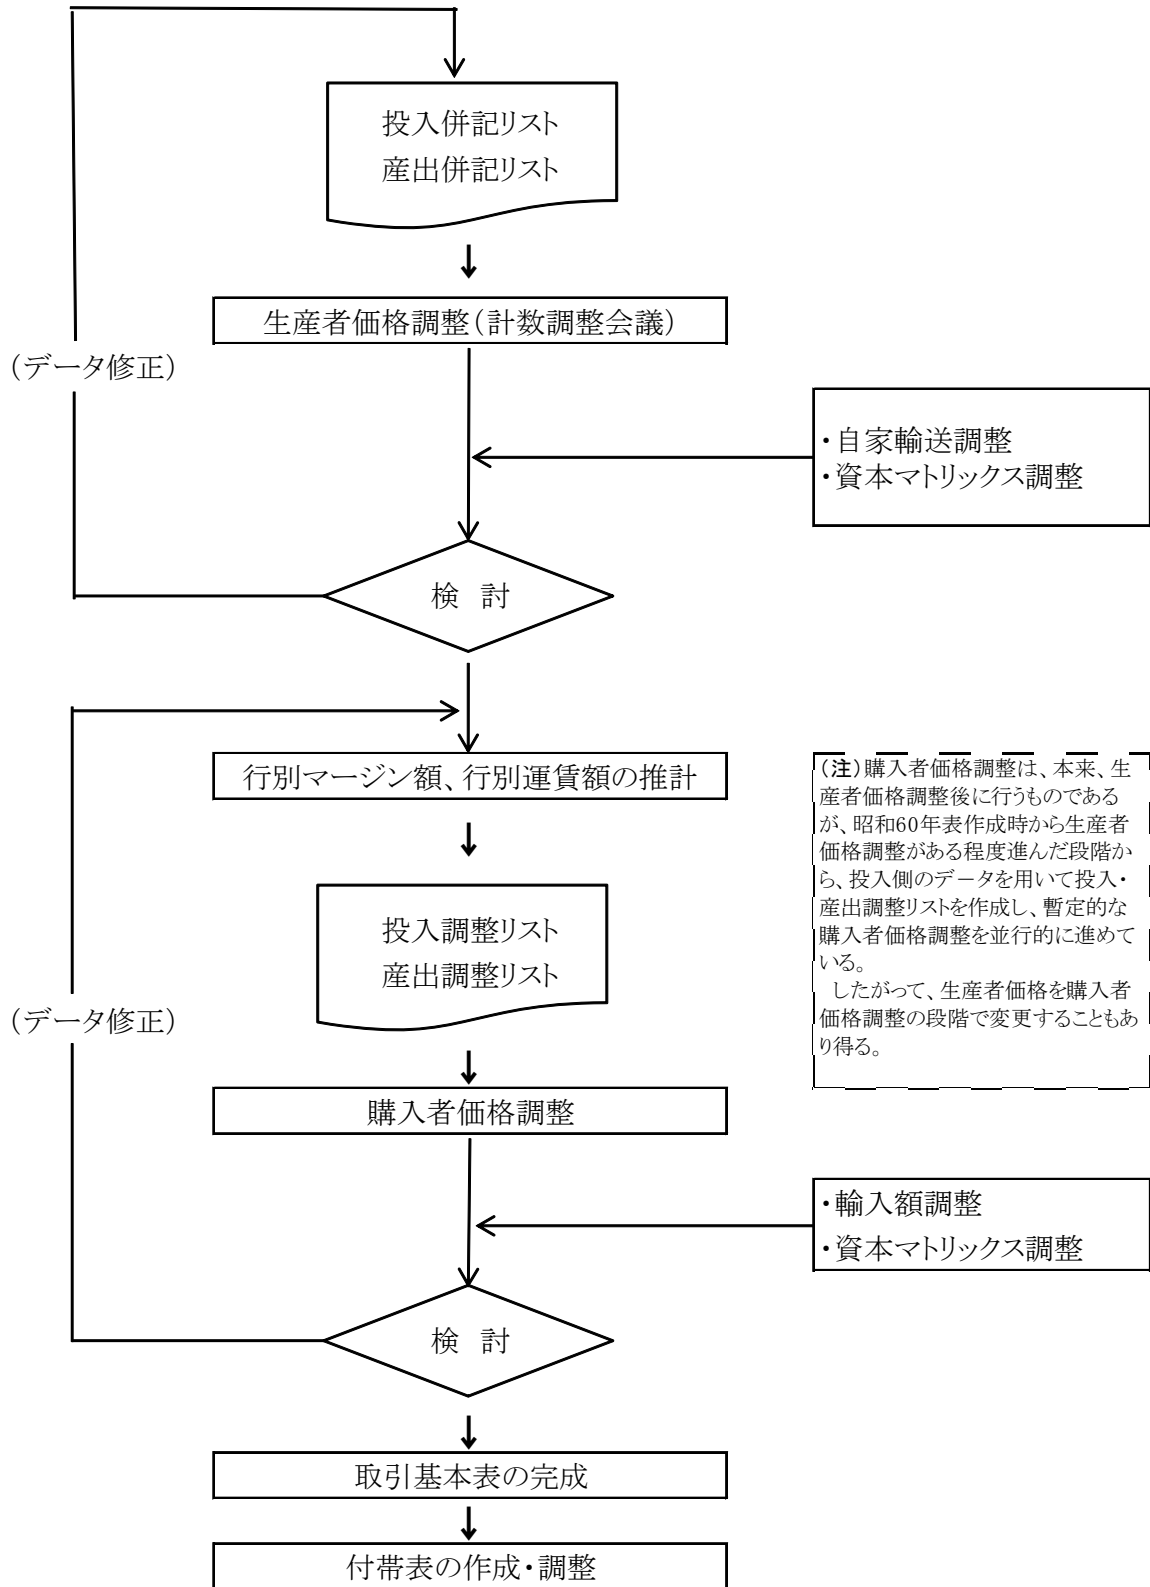 投入併記リスト
産出併記リスト
生産者価格調整（計数調整会議）
（データ修正）
・自家輸送調整
・資本マトリックス調整
検 討
行別マージン額、行別運賃額の推計
（注）購入者価格調整は、本来、生
産者価格調整後に行うものである
が、昭和60年表作成時から生産者
価格調整がある程度進んだ段階か
ら、投入側のデータを用いて投入・
産出調整リストを作成し、暫定的な
購入者価格調整を並行的に進めて
いる。
したがって、生産者価格を購入者
価格調整の段階で変更することもあ
り得る。
投入調整リスト
産出調整リスト
（データ修正）
購入者価格調整
・輸入額調整
・資本マトリックス調整
検 討
取引基本表の完成
付帯表の作成・調整